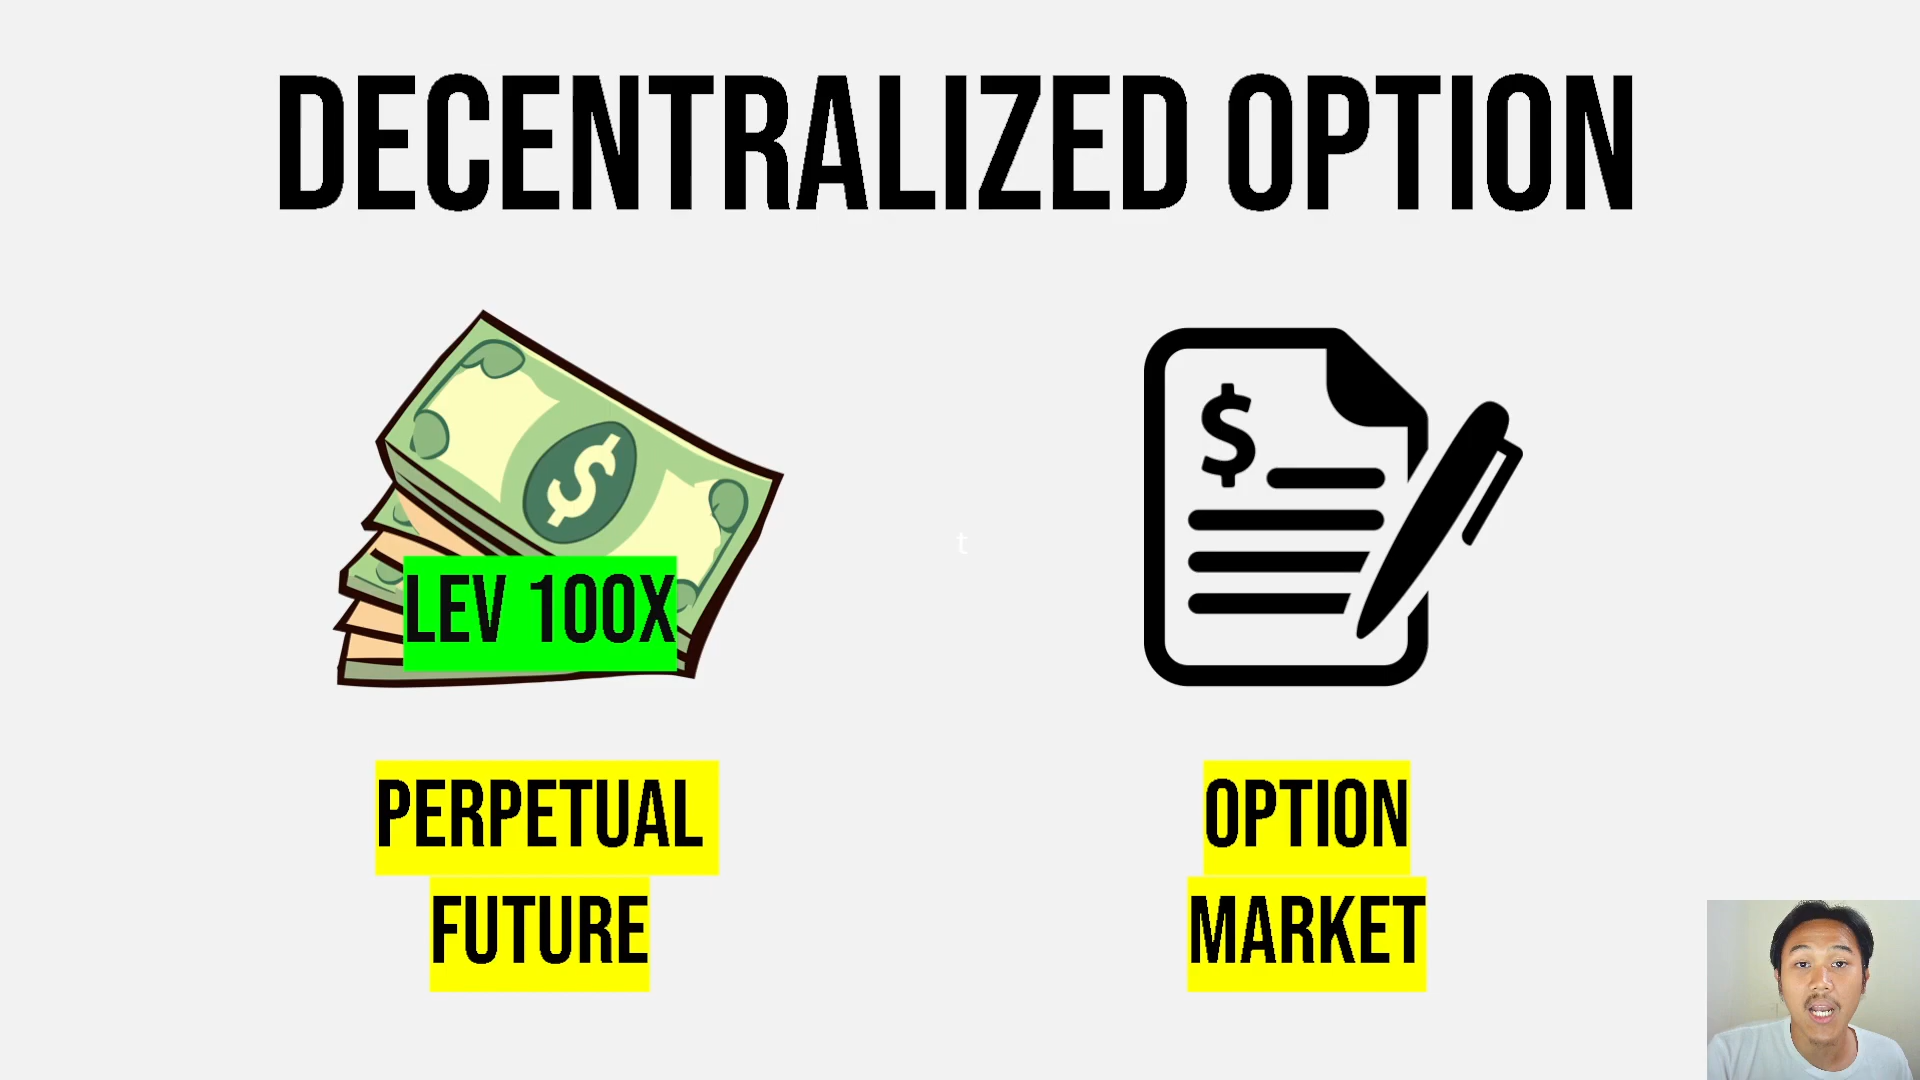 DECENTRALIZED OPTION
$
LEV 100X
$
t
PERPETUAL
FUTURE
OPTION
MARKET